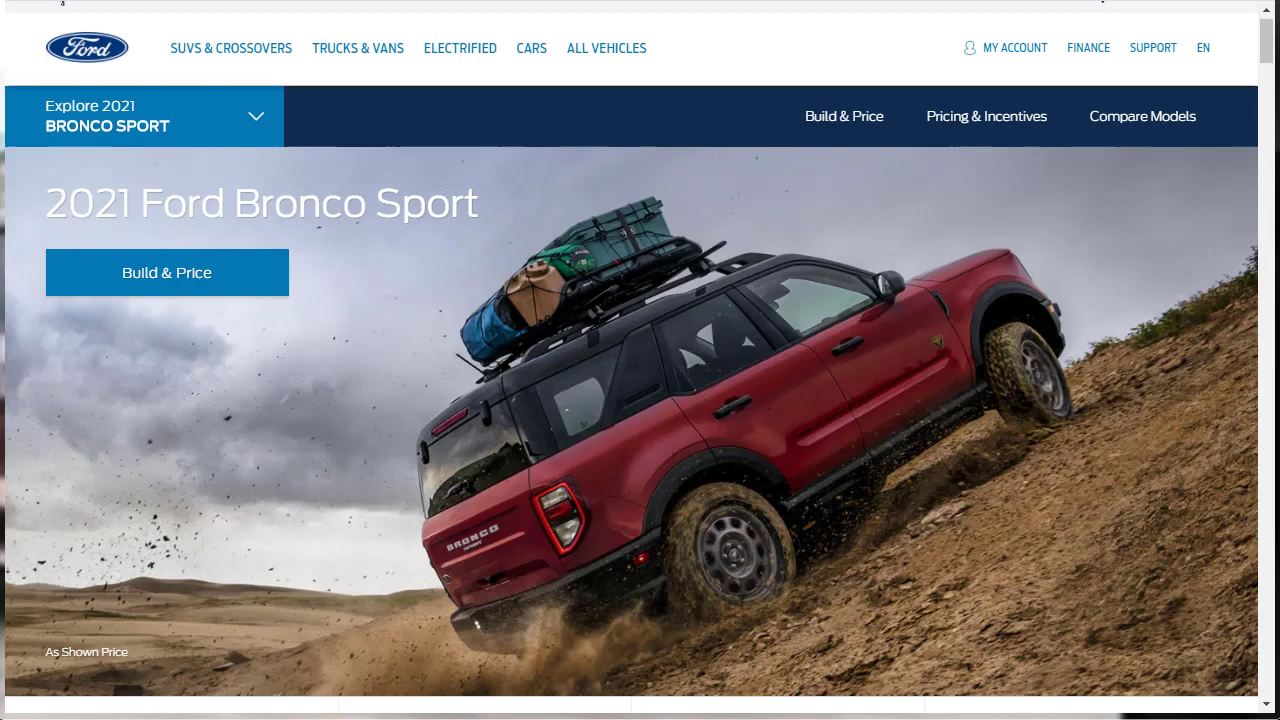 Ford
SUVS & CROSSOVERS
TRUCKS & VANS
ELECTRIFIED
CARS
ALL VEHICLES
MY ACCOUNT
FINANCE
SUPPORT
EN
Explore 2021
BRONCO SPORT
Build & Price
Pricing & Incentives
Compare Models
2021 Ford Bronco Sport
Build & Price
BRONCO
SPORT
As Shown Price